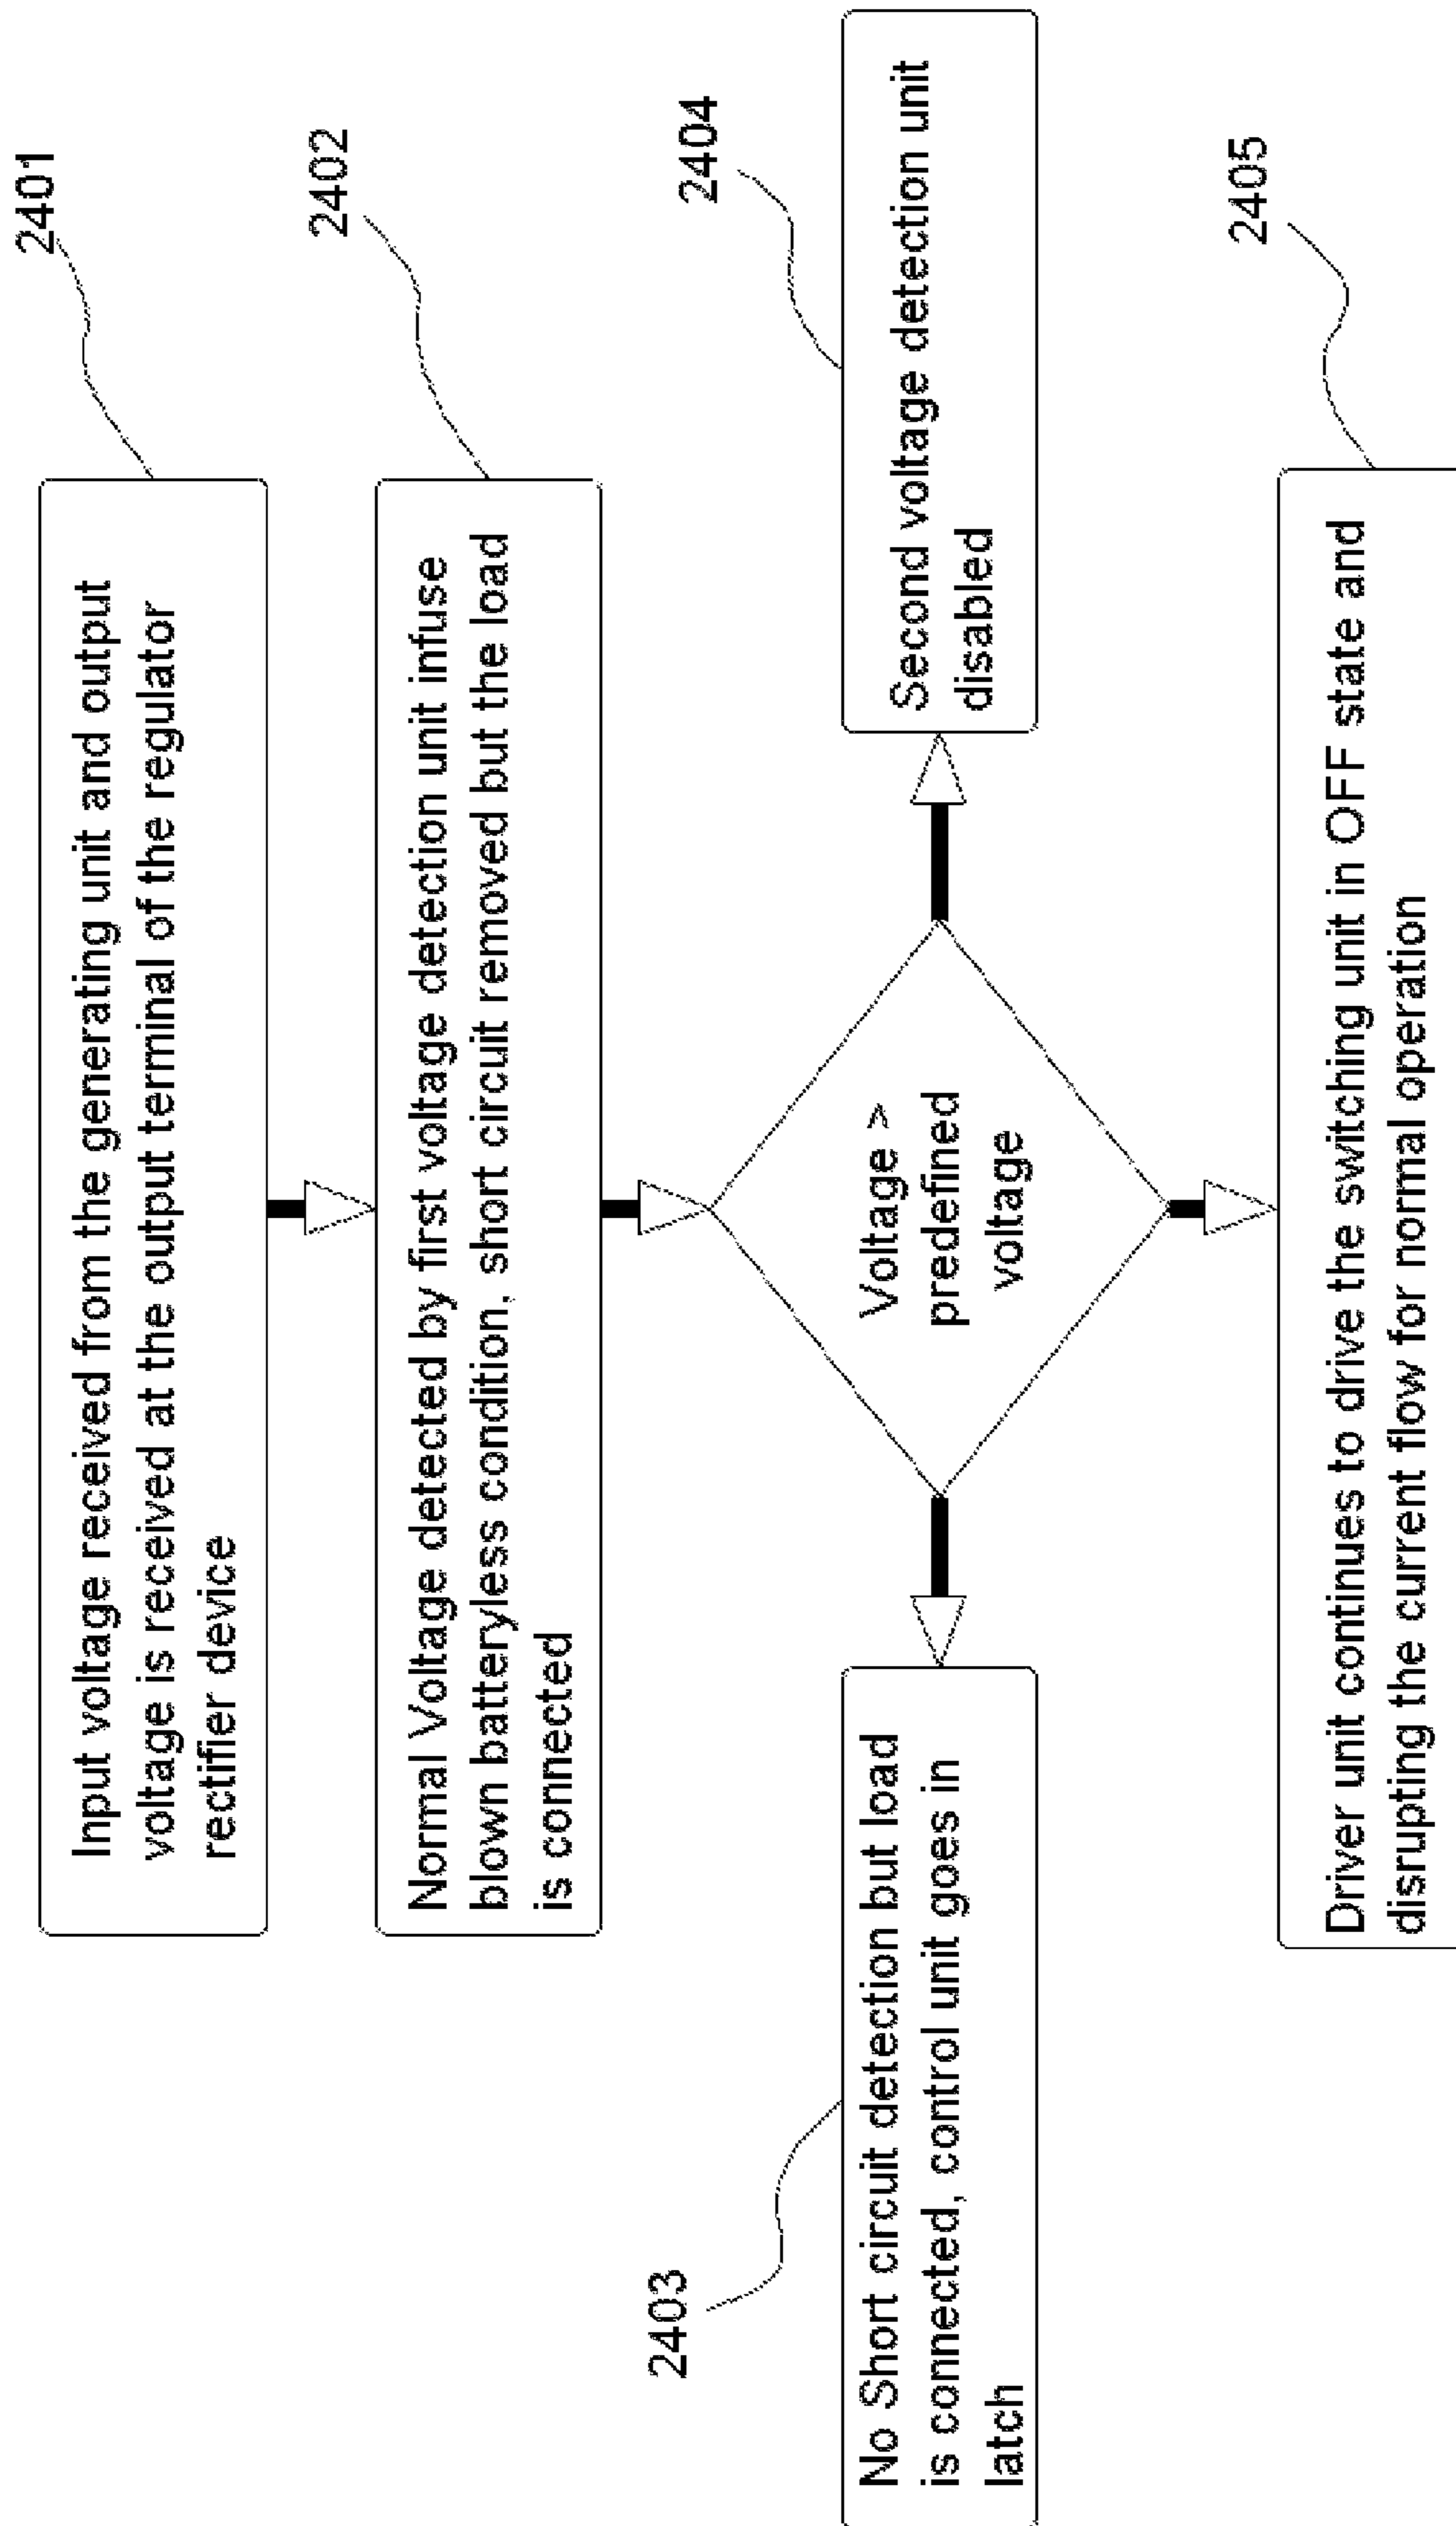 2401
Input voltage received from the generating unit and output
voltage is received at the output terminal of the regulator
rectifier device
2402
Normal Voltage detected by first voltage detection unit infuse
blown batteryless condition, short circuit removed but the load
is connected
Voltage >
predefined
voltage
2403
No Short circuit detection but load
is connected, control unit goes in
latch
2404
Second voltage detection unit
disabled
2405
Driver unit continues to drive the switching unit in OFF state and
disrupting the current flow for normal operation